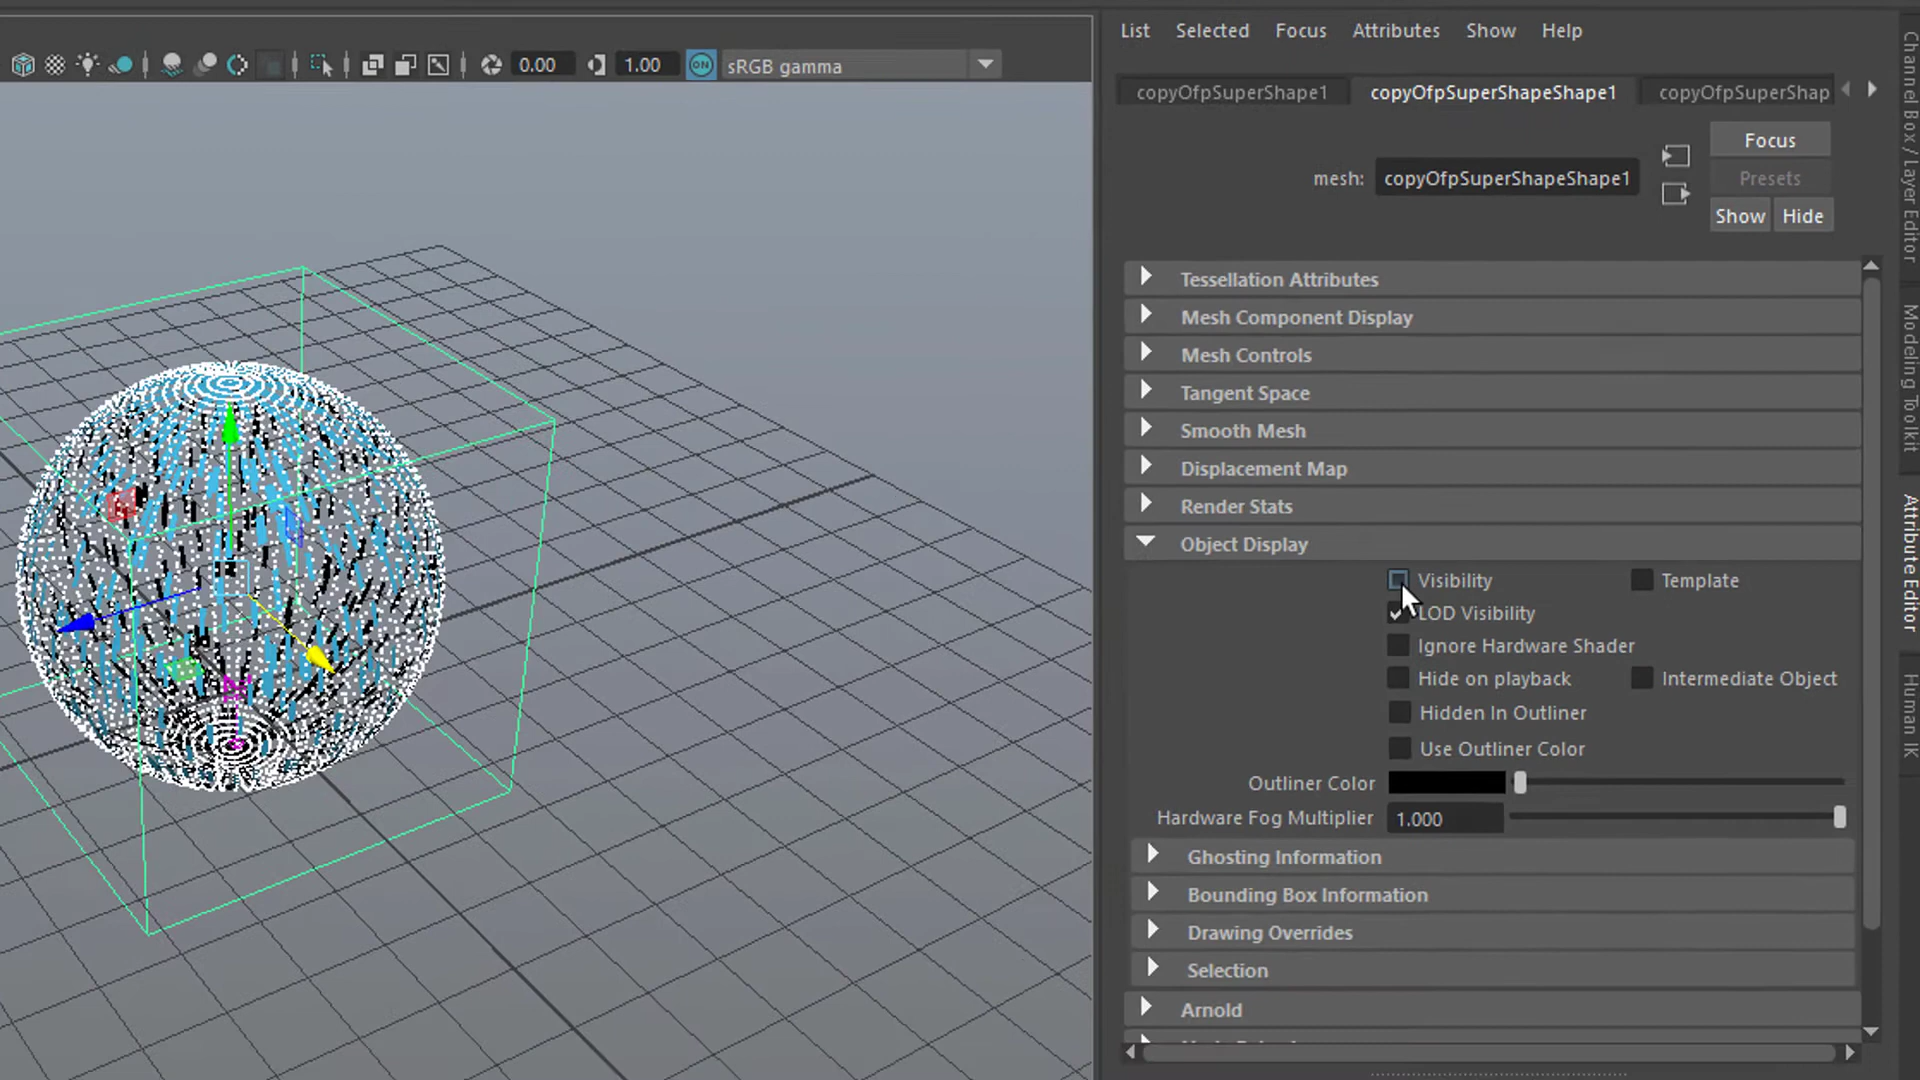 List Selected Focus Attributes Show Help
0.00 1.00 ON sRGB gamma
copyOfpSuperShape1 copyOfpSuperShapeShape1 copyOfpSuperShap
Focus
mesh: copyOfpSuperShapeShape1
Presets
Show Hide
Tessellation Attributes
Mesh Component Display
Mesh Controls
Tangent Space
Smooth Mesh
Displacement Map
Render Stats
Object Display
Visibility Template
LOD Visibility
Ignore Hardware Shader
Hide on playback Intermediate Object
Hidden In Outliner
Use Outliner Color
Outliner Color
Hardware Fog Multiplier 1.000
Ghosting Information
Bounding Box Information
Drawing Overrides
Selection
Arnold
Channel Box / Layer Editor
Modeling Toolkit
Attribute Editor
Human IK